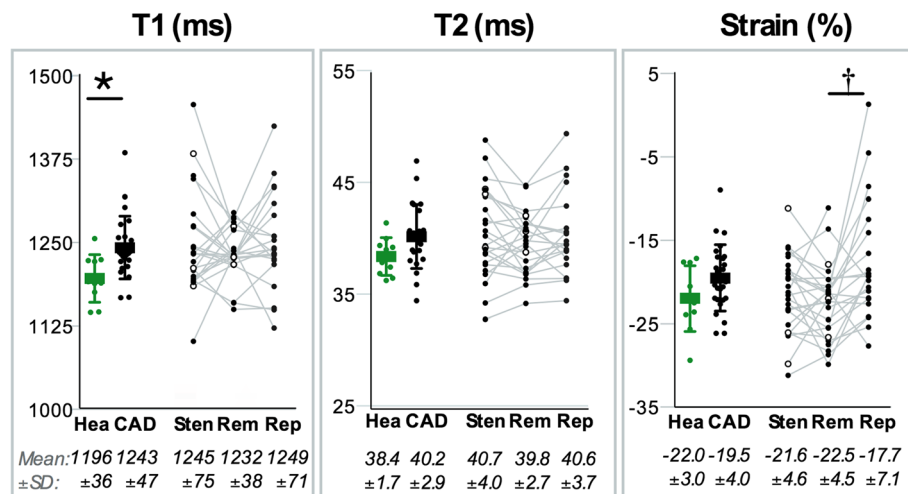 T1 (ms) T2 (ms) Strain (%)
* †
1500 55 5
1375 45 -5
1250 35 -15
1125 25 -25
1000 -35
Hea CAD Sten Rem Rep Hea CAD Sten Rem Rep Hea CAD Sten Rem Rep
Mean: 1196 1243 1245 1232 1249 38.4 40.2 40.7 39.8 40.6 -22.0 -19.5 -21.6 -22.5 -17.7
±SD: ±36 ±47 ±75 ±38 ±71 ±1.7 ±2.9 ±4.0 ±2.7 ±3.7 ±3.0 ±4.0 ±4.6 ±4.5 ±7.1